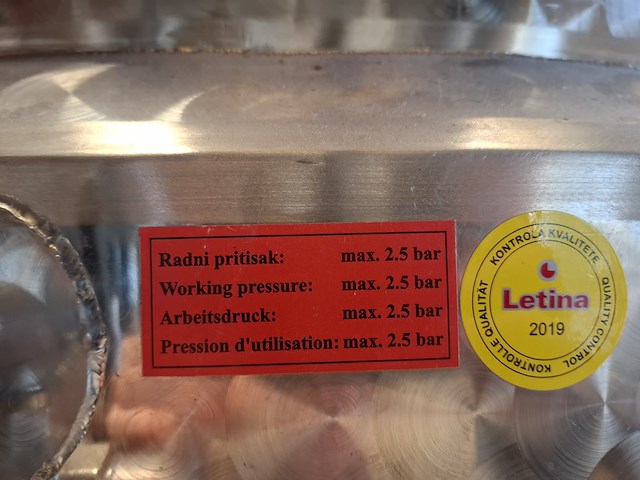 Radni pritisak: max. 2.5 bar
Working pressure: max. 2.5 bar
Arbeitsdruck: max. 2.5 bar
Pression d'utilisation: max. 2.5 bar
KONTROLA KVALITETE
Letina
2019
QUALITY CONTROL
KONTROLLE QUALITÄT